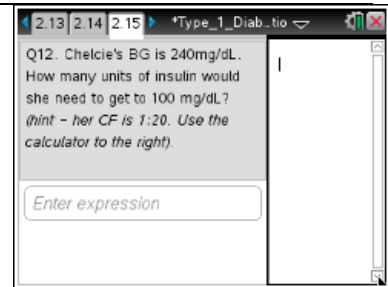 2.13 2.14 2.15 *Type_1_Diab...tio
Q12. Chelcie's BG is 240mg/dL.
How many units of insulin would
she need to get to 100 mg/dL?
(hint – her CF is 1:20. Use the
calculator to the right).
Enter expression